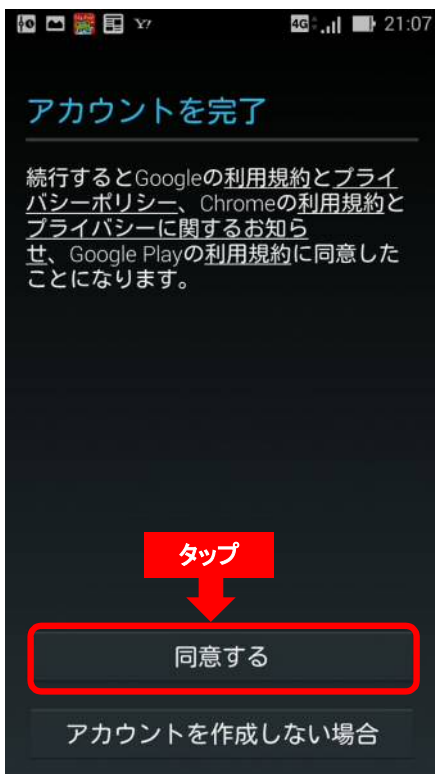 Y! 4G 21:07
アカウントを完了
続行するとGoogleの利用規約とプライ
バシーポリシー、Chromeの利用規約と
プライバシーに関するお知ら
せ、Google Playの利用規約に同意した
ことになります。
タップ
同意する
アカウントを作成しない場合